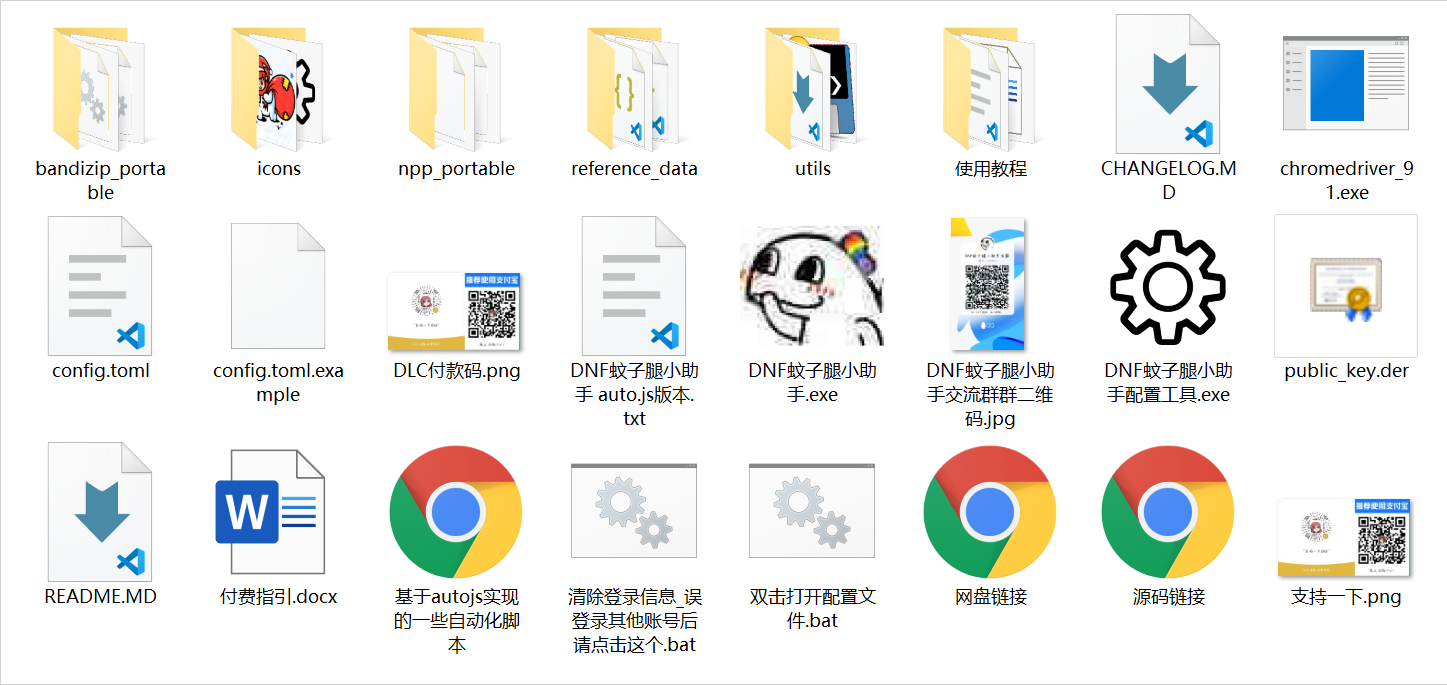 bandizip_porta
ble
icons
npp_portable
reference_data
utils
使用教程
CHANGELOG.M
D
chromedriver_9
1.exe
config.toml
config.toml.exa
mple
推荐使用支付宝
DLC付款码.png
DNF蚊子腿小助
手 auto.js版本.
txt
DNF蚊子腿小助
手.exe
DNF蚊子腿小助
手交流群群二维
码.jpg
DNF蚊子腿小助
手配置工具.exe
public_key.der
README.MD
W
付费指引.docx
基于autojs实现
的一些自动化脚
本
清除登录信息_误
登录其他账号后
请点击这个.bat
双击打开配置文
件.bat
网盘链接
源码链接
推荐使用支付宝
支持一下.png